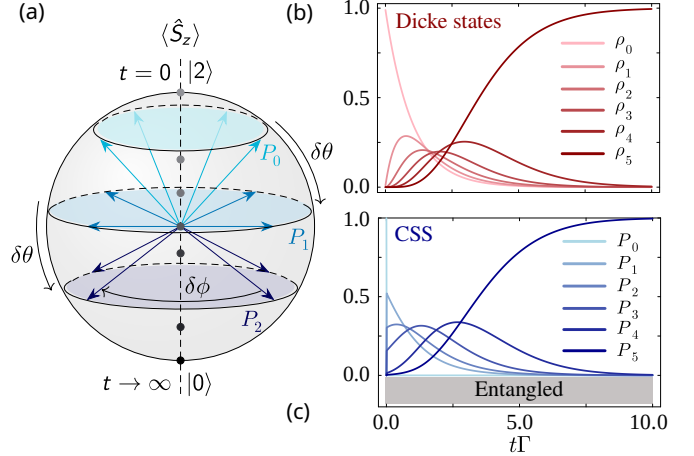 (a)
⟨Ŝz⟩
t = 0 |2⟩
P0
δθ
P1
δθ
δϕ
P2
t → ∞ |0⟩
(b)
1.0
0.5
0.0
Dicke states
ρ0
ρ1
ρ2
ρ3
ρ4
ρ5
1.0
0.5
0.0
CSS
P0
P1
P2
P3
P4
P5
Entangled
(c)
0.0 5.0 10.0
tΓ